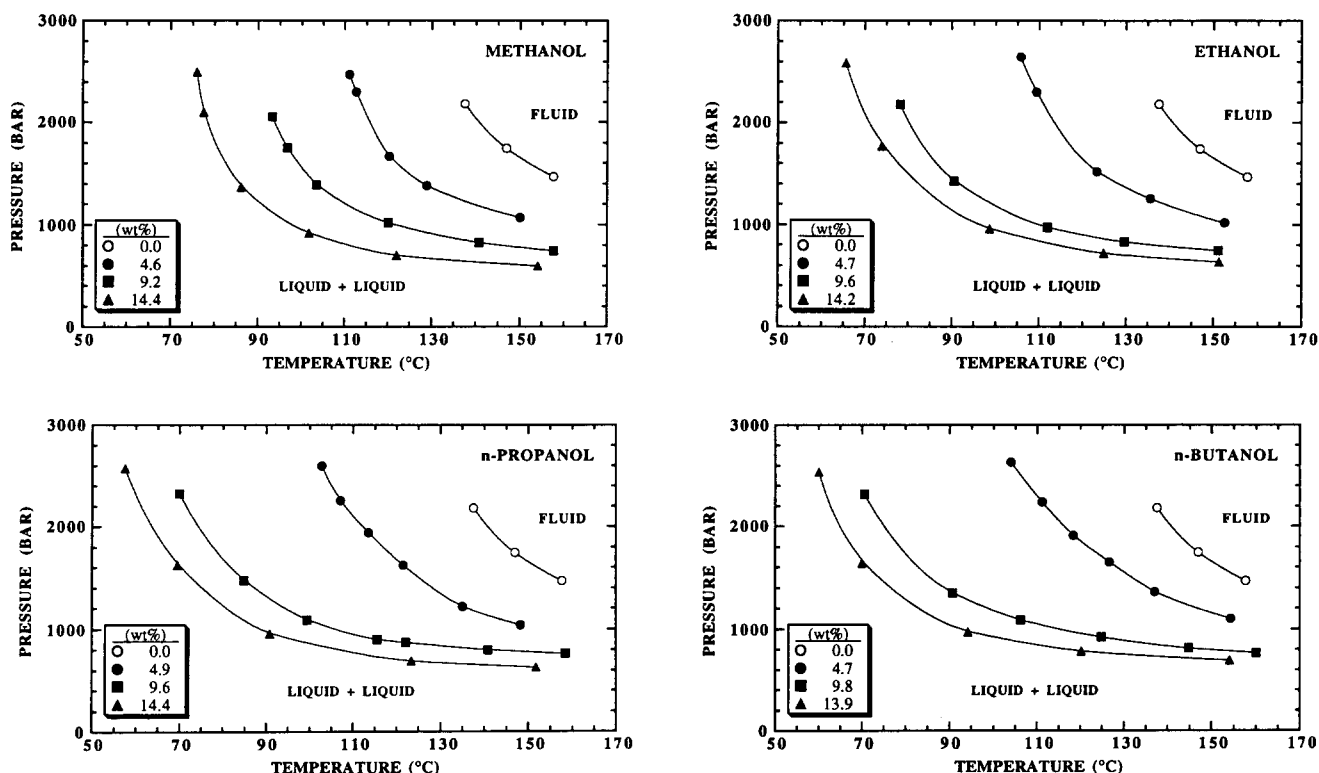 METHANOL
FLUID
LIQUID + LIQUID
PRESSURE (BAR)
3000
2000
1000
0
(wt%)
0.0
4.6
9.2
14.4
50 70 90 110 130 150 170
TEMPERATURE (°C)
ETHANOL
FLUID
LIQUID + LIQUID
PRESSURE (BAR)
3000
2000
1000
0
(wt%)
0.0
4.7
9.6
14.2
50 70 90 110 130 150 170
TEMPERATURE (°C)
n-PROPANOL
FLUID
LIQUID + LIQUID
PRESSURE (BAR)
3000
2000
1000
0
(wt%)
0.0
4.9
9.6
14.4
50 70 90 110 130 150 170
TEMPERATURE (°C)
n-BUTANOL
FLUID
LIQUID + LIQUID
PRESSURE (BAR)
3000
2000
1000
0
(wt%)
0.0
4.7
9.8
13.9
50 70 90 110 130 150 170
TEMPERATURE (°C)